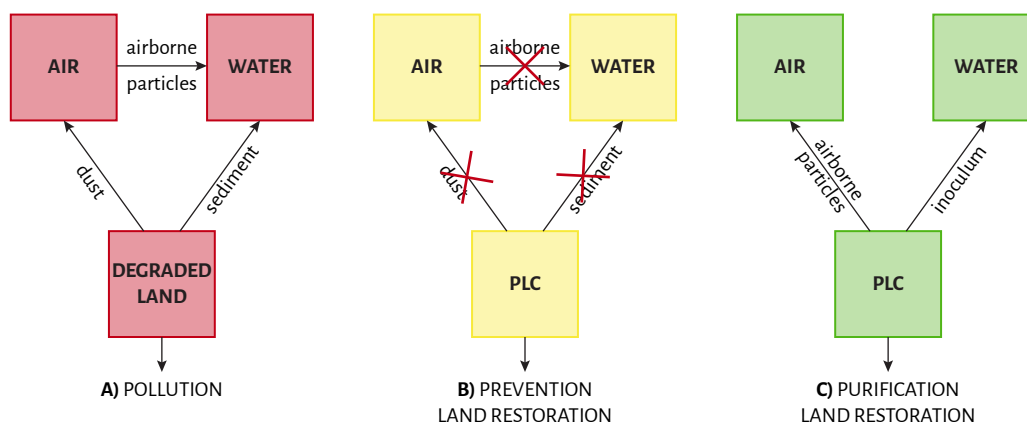 AIR
airborne
particles
WATER
dust
sediment
DEGRADED
LAND
A) POLLUTION
AIR
airborne
particles
WATER
dust
sediment
PLC
B) PREVENTION
LAND RESTORATION
AIR
WATER
airborne
particles
inoculum
PLC
C) PURIFICATION
LAND RESTORATION